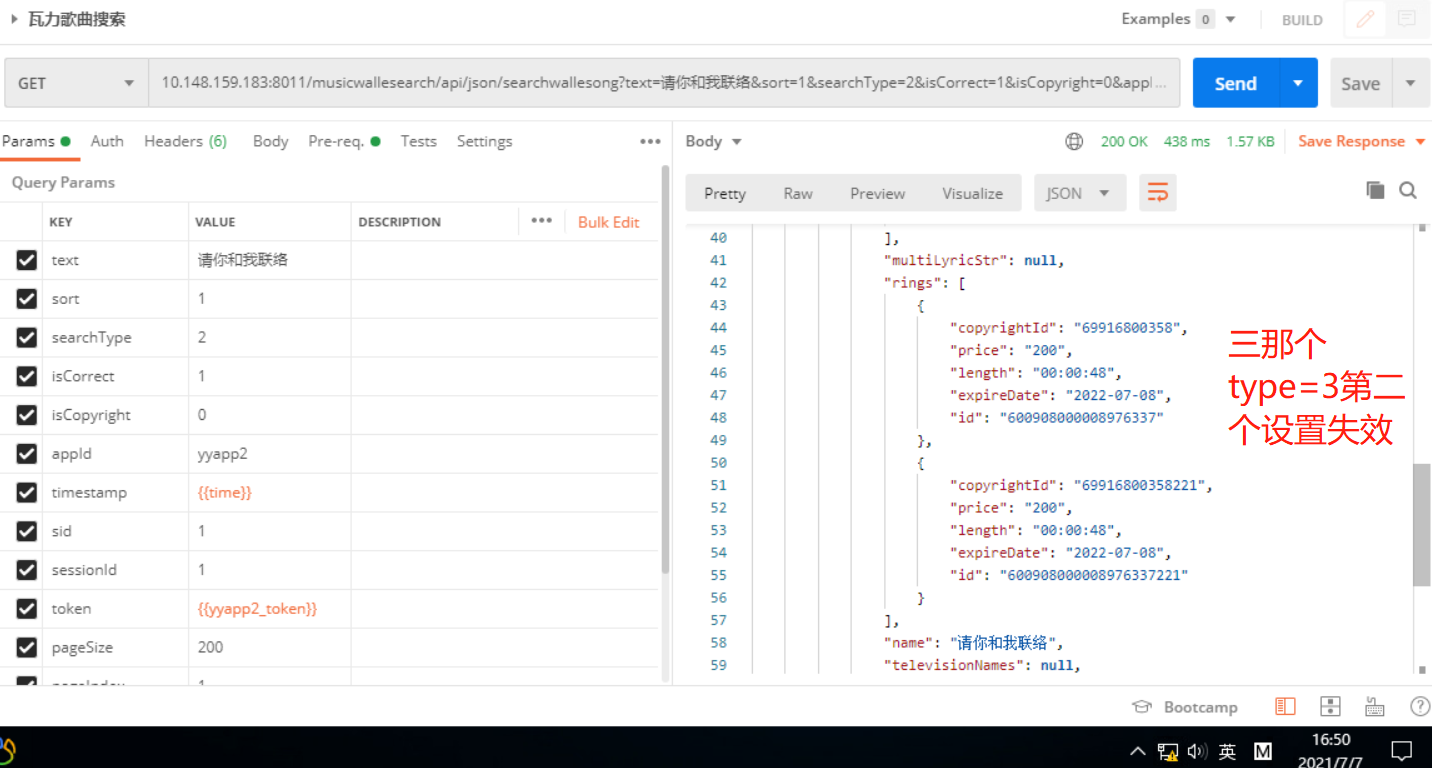 瓦力歌曲搜索
Examples 0
BUILD
GET
10.148.159.183:8011/musicwallesearch/api/json/searchwallesong?text=请你和我联络&sort=1&searchType=2&isCorrect=1&isCopyright=0&appI...
Send
Save
Params
Auth
Headers (6)
Body
Pre-req.
Tests
Settings
•••
Query Params
KEY VALUE DESCRIPTION ••• Bulk Edit
text 请你和我联络
sort 1
searchType 2
isCorrect 1
isCopyright 0
appId yyapp2
timestamp {{time}}
sid 1
sessionId 1
token {{yyapp2_token}}
pageSize 200
pageIndex 1
Body
200 OK 438 ms 1.57 KB Save Response
Pretty Raw Preview Visualize JSON
40 ],
41 "multiLyricStr": null,
42 "rings": [
43 {
44 "copyrightId": "69916800358",
45 "price": "200",
46 "length": "00:00:48",
47 "expireDate": "2022-07-08",
48 "id": "600908000008976337"
49 },
50 {
51 "copyrightId": "69916800358221",
52 "price": "200",
53 "length": "00:00:48",
54 "expireDate": "2022-07-08",
55 "id": "600908000008976337221"
56 }
57 ],
58 "name": "请你和我联络",
59 "televisionNames": null,
三那个
type=3第二
个设置失效
Bootcamp
英 M
16:50
2021/7/7